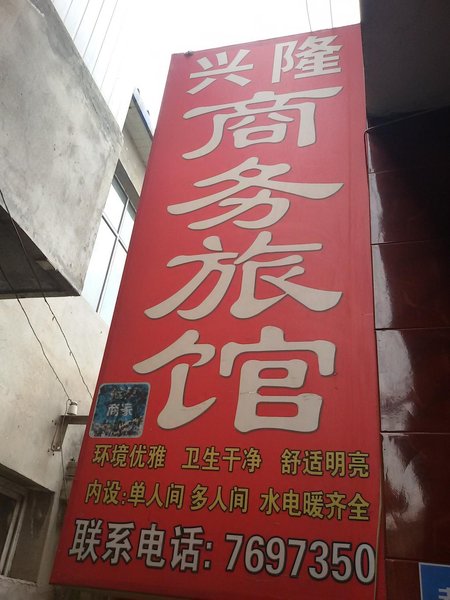 兴隆
商务旅馆
环境优雅 卫生干净 舒适明亮
内设:单人间 多人间 水电暖齐全
联系电话: 7697350